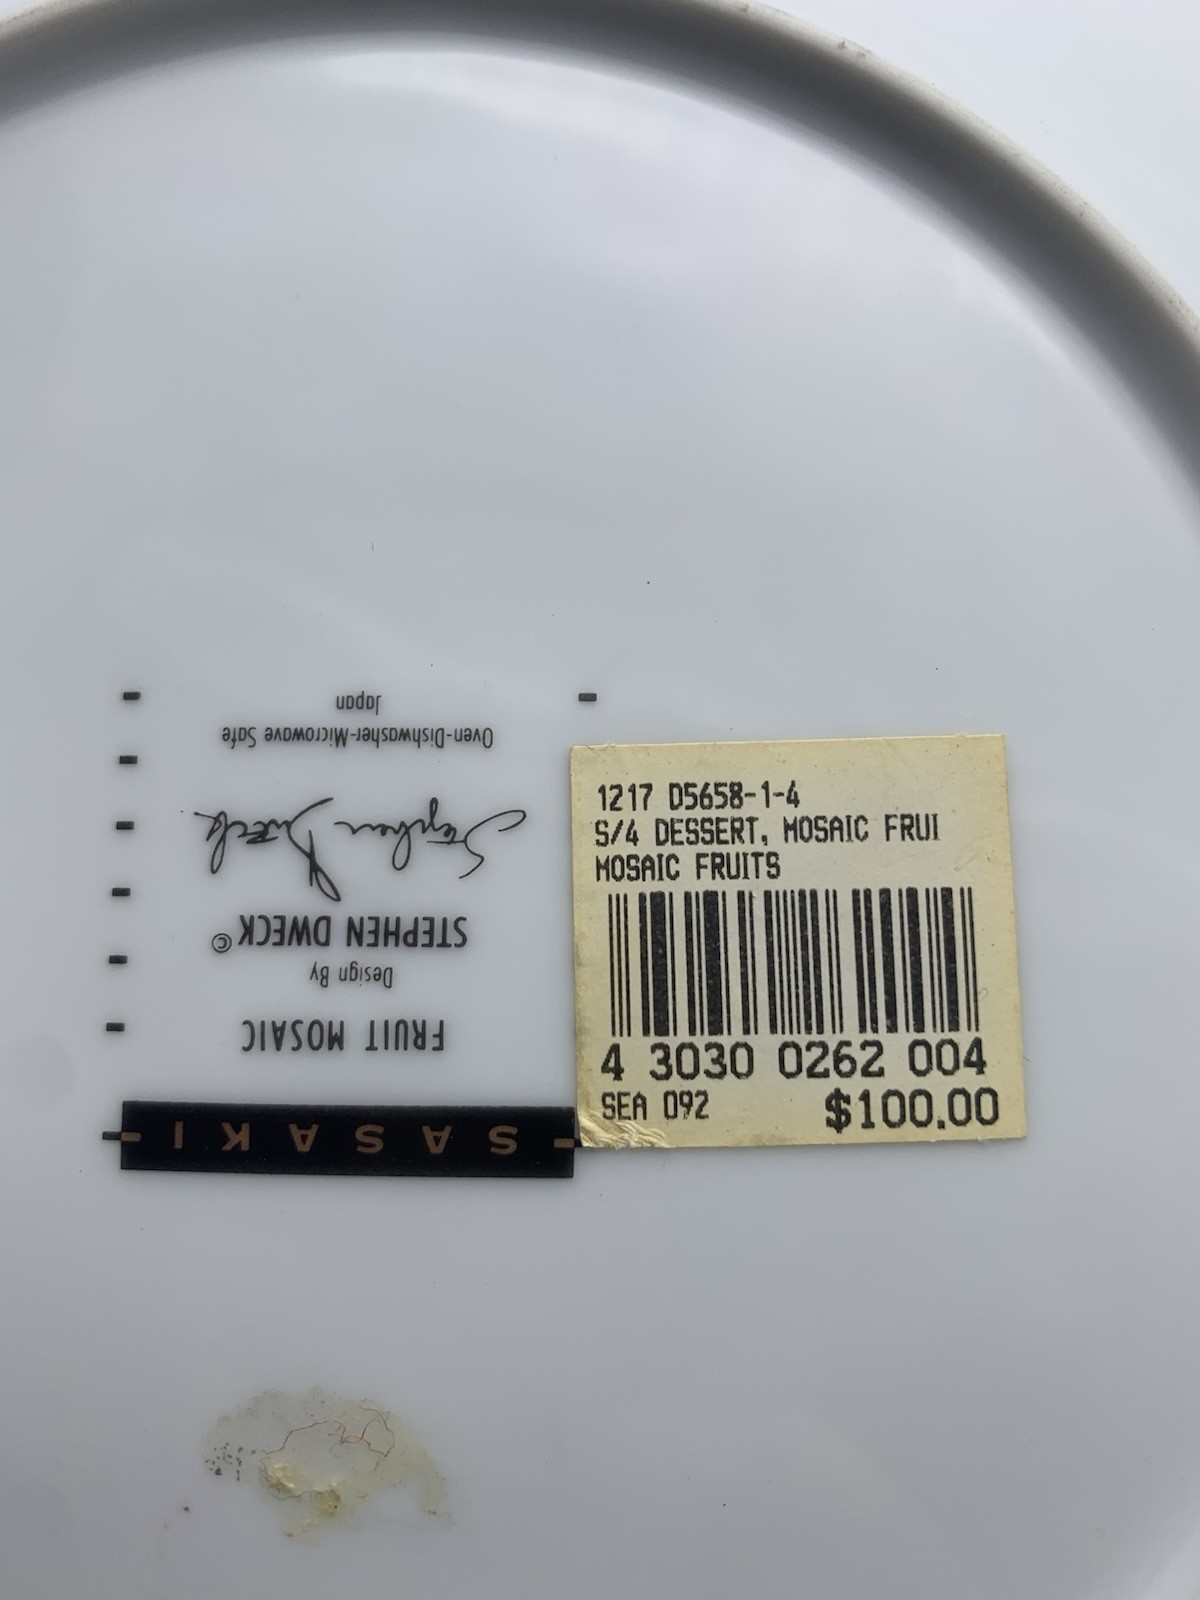 SASAKI
FRUIT MOSAIC
Design By
STEPHEN DWECK©
Stephen Dweck
Oven-Dishwasher-Microwave Safe
Japan
1217 D5658-1-4
S/4 DESSERT, MOSAIC FRUI
MOSAIC FRUITS
4 3030 0262 004
SEA 092 $100.00